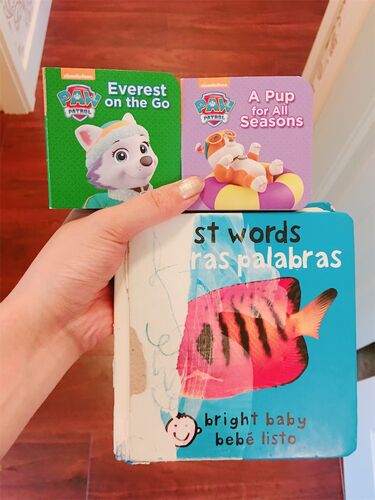 nickelodeon
PAW
PATROL
Everest
on the Go
nickelodeon
PAW
PATROL
A Pup
for All
Seasons
st words
ras palabras
bright baby
bebé listo